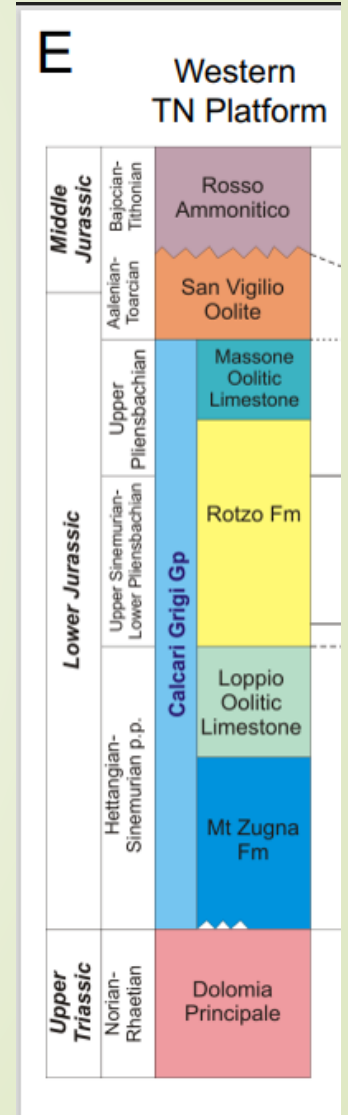 E
Western
TN Platform
Middle
Jurassic
Bajocian-
Tithonian
Rosso
Ammonitico
Aalenian-
Toarcian
San Vigilio
Oolite
Lower Jurassic
Upper
Pliensbachian
Calcari Grigi Gp
Massone
Oolitic
Limestone
Upper Sinemurian-
Lower Pliensbachian
Rotzo Fm
Hettangian-
Sinemurian p.p.
Loppio
Oolitic
Limestone
Mt Zugna
Fm
Upper
Triassic
Norian-
Rhaetian
Dolomia
Principale